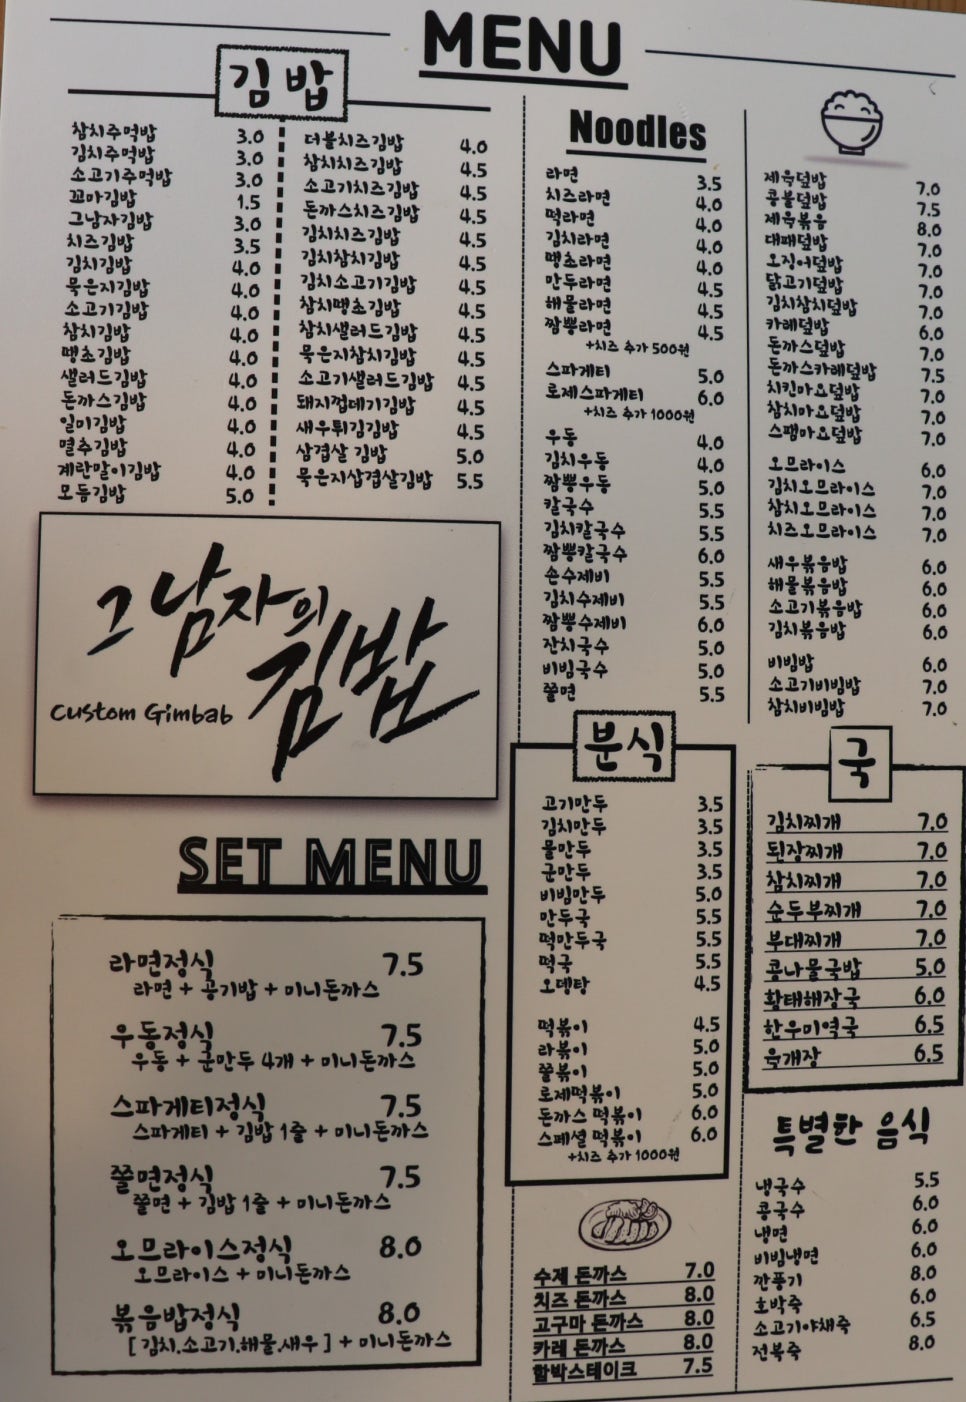 MENU
김밥
참치주먹밥 3.0
김치주먹밥 3.0
소고기주먹밥 3.0
꼬마김밥 1.5
그남자김밥 3.0
치즈김밥 3.5
김치김밥 4.0
묵은지김밥 4.0
소고기김밥 4.0
참치김밥 4.0
땡초김밥 4.0
샐러드김밥 4.0
돈까스김밥 4.0
일미김밥 4.0
멸추김밥 4.0
계란말이김밥 4.0
모듬김밥 5.0
더블치즈김밥 4.0
참치치즈김밥 4.5
소고기치즈김밥 4.5
돈까스치즈김밥 4.5
김치치즈김밥 4.5
김치참치김밥 4.5
김치소고기김밥 4.5
참치땡초김밥 4.5
참치샐러드김밥 4.5
묵은지참치김밥 4.5
소고기샐러드김밥 4.5
돼지껍데기김밥 4.5
새우튀김김밥 4.5
삼겹살 김밥 5.0
묵은지삼겹살김밥 5.5
그남자의
김밥
Custom Gimbab
SET MENU
라면정식 7.5
라면 + 공기밥 + 미니돈까스
우동정식 7.5
우동 + 군만두 4개 + 미니돈까스
스파게티정식 7.5
스파게티 + 김밥 1줄 + 미니돈까스
쫄면정식 7.5
쫄면 + 김밥 1줄 + 미니돈까스
오므라이스정식 8.0
오므라이스 + 미니돈까스
볶음밥정식 8.0
[ 김치.소고기.해물.새우 ] + 미니돈까스
Noodles
라면 3.5
치즈라면 4.0
떡라면 4.0
김치라면 4.0
땡초라면 4.0
만두라면 4.5
해물라면 4.5
짬뽕라면 4.5
+치즈 추가 500원
스파게티 5.0
로제스파게티 6.0
+치즈 추가 1000원
우동 4.0
김치우동 4.0
짬뽕우동 5.0
칼국수 5.5
김치칼국수 5.5
짬뽕칼국수 6.0
손수제비 5.5
김치수제비 5.5
짬뽕수제비 6.0
잔치국수 5.0
비빔국수 5.0
쫄면 5.5
분식
고기만두 3.5
김치만두 3.5
물만두 3.5
군만두 3.5
비빔만두 5.0
만두국 5.5
떡만두국 5.5
떡국 5.5
오뎅탕 4.5
떡볶이 4.5
라볶이 5.0
쫄볶이 5.0
로제떡볶이 5.0
돈까스 떡볶이 6.0
스페셜 떡볶이 6.0
+치즈 추가 1000원
수제 돈까스 7.0
치즈 돈까스 8.0
고구마 돈까스 8.0
카레 돈까스 8.0
함박스테이크 7.5
제육덮밥 7.0
콩불덮밥 7.5
제육볶음 8.0
대패덮밥 7.0
오징어덮밥 7.0
닭고기덮밥 7.0
김치참치덮밥 7.0
카레덮밥 6.0
돈까스덮밥 7.0
돈까스카레덮밥 7.5
치킨마요덮밥 7.0
참치마요덮밥 7.0
스팸마요덮밥 7.0
오므라이스 6.0
김치오므라이스 7.0
참치오므라이스 7.0
치즈오므라이스 7.0
새우볶음밥 6.0
해물볶음밥 6.0
소고기볶음밥 6.0
김치볶음밥 6.0
비빔밥 6.0
소고기비빔밥 7.0
참치비빔밥 7.0
국
김치찌개 7.0
된장찌개 7.0
참치찌개 7.0
순두부찌개 7.0
부대찌개 7.0
콩나물국밥 5.0
황태해장국 6.0
한우미역국 6.5
육개장 6.5
특별한 음식
냉국수 5.5
콩국수 6.0
냉면 6.0
비빔냉면 6.0
깐풍기 8.0
호박죽 6.0
소고기야채죽 6.5
전복죽 8.0